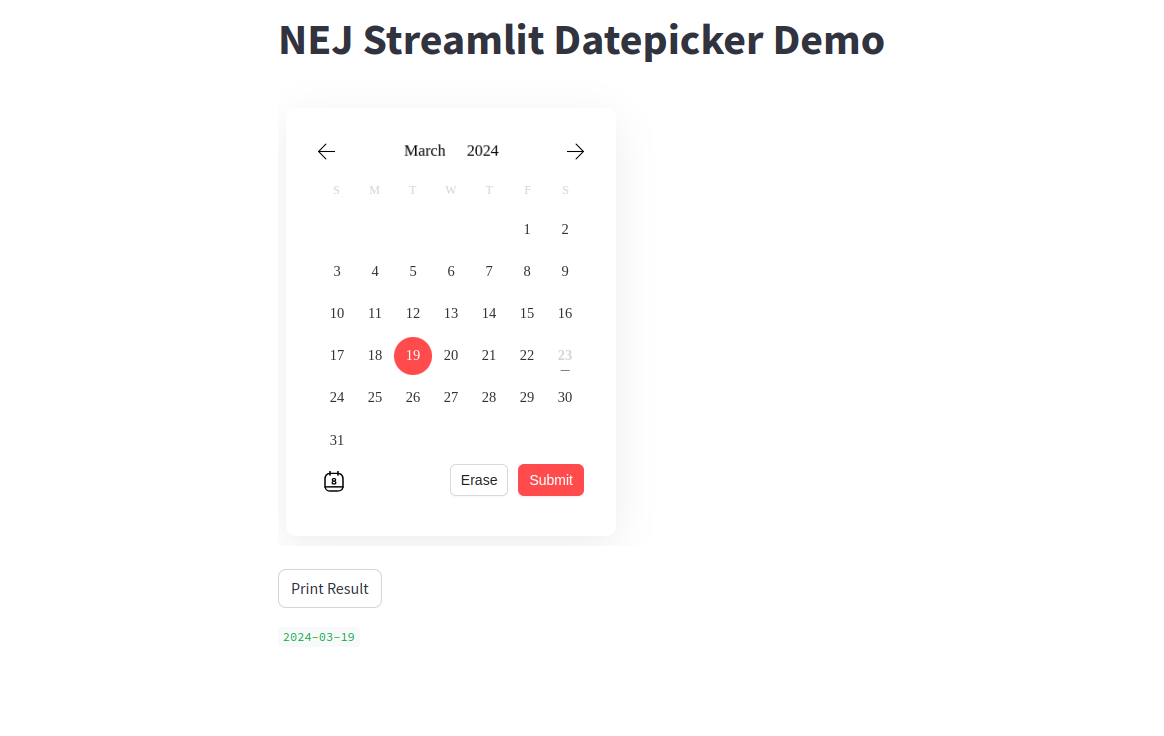 NEJ Streamlit Datepicker Demo
March 2024
S M T W T F S
1 2
3 4 5 6 7 8 9
10 11 12 13 14 15 16
17 18 19 20 21 22 23
24 25 26 27 28 29 30
31
8 Erase Submit
Print Result
2024-03-19